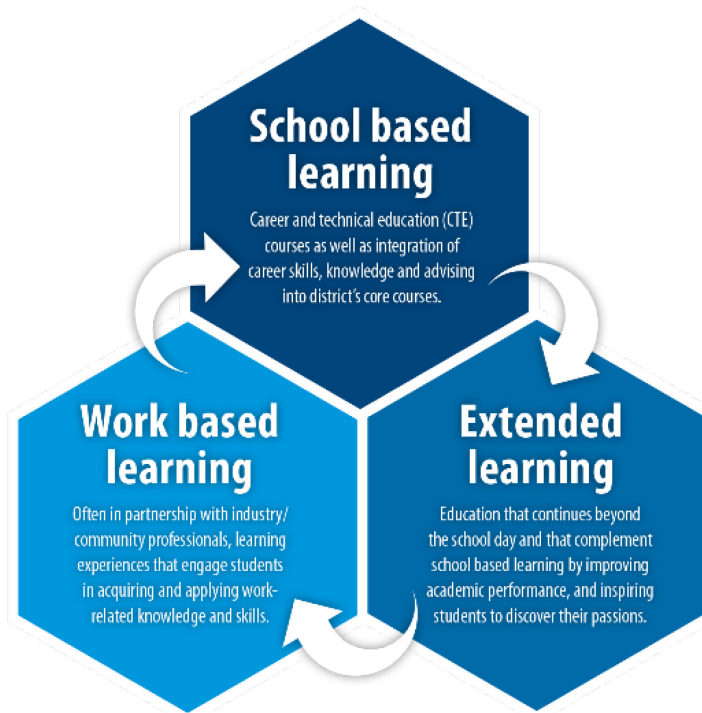 School based
learning
Career and technical education (CTE)
courses as well as integration of
career skills, knowledge and advising
into district's core courses.
Work based
learning
Often in partnership with industry/
community professionals, learning
experiences that engage students
in acquiring and applying work-
related knowledge and skills.
Extended
learning
Education that continues beyond
the school day and that complement
school based learning by improving
academic performance, and inspiring
students to discover their passions.